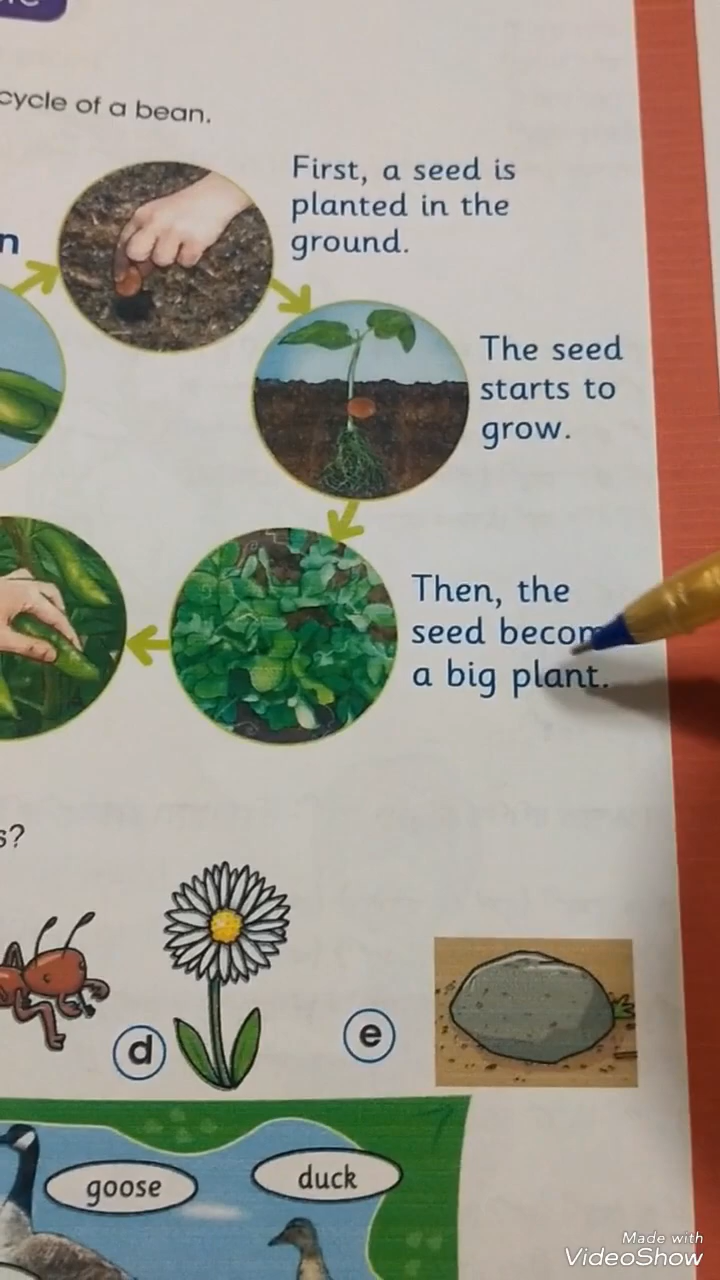 cycle of a bean.
First, a seed is
planted in the
ground.
n
The seed
starts to
grow.
Then, the
seed becom
a big plant.
s?
d
e
goose
duck
Made with
VideoShow